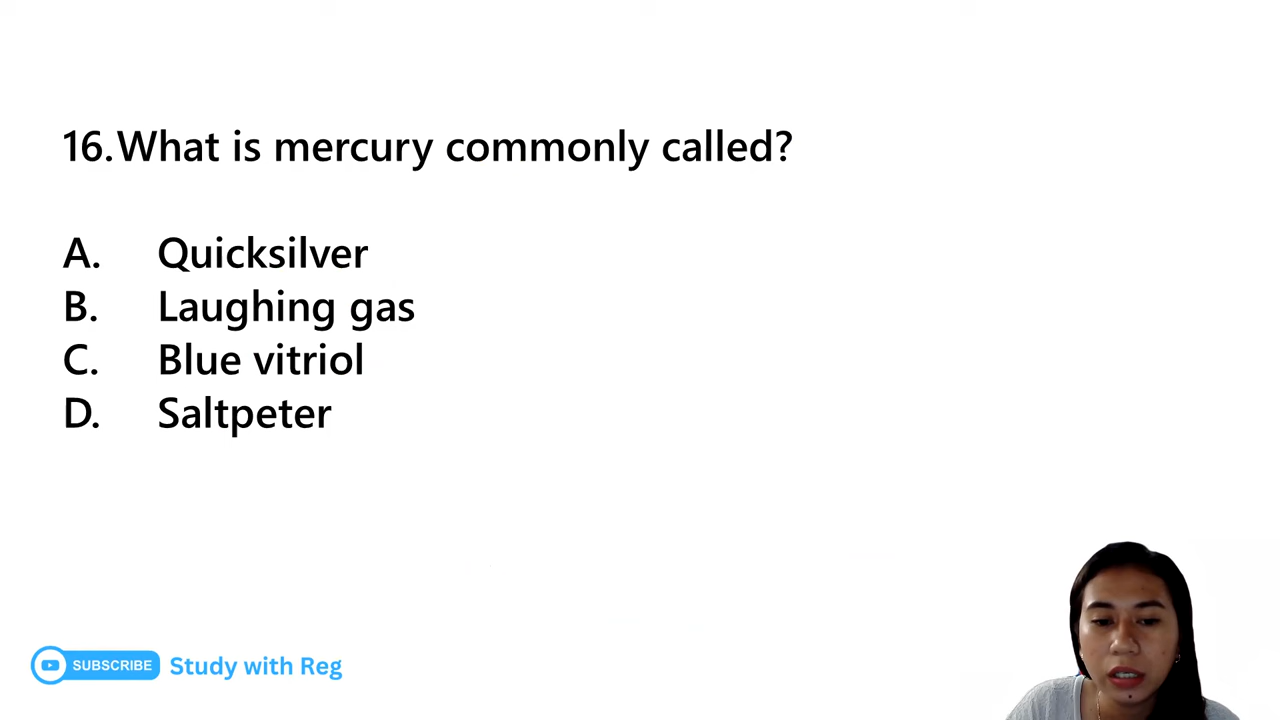 16. What is mercury commonly called?
A. Quicksilver
B. Laughing gas
C. Blue vitriol
D. Saltpeter
SUBSCRIBE Study with Reg